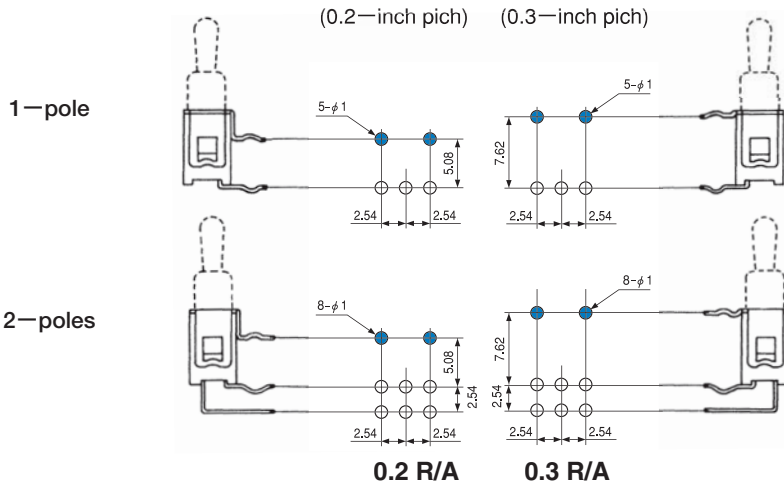 (0.2—inch pich) (0.3—inch pich)
1—pole
5-φ1
5-φ1
5.08
7.62
2.54 2.54 2.54 2.54
2—poles
8-φ1
8-φ1
5.08
7.62
2.54
2.54
2.54 2.54 2.54 2.54
0.2 R/A 0.3 R/A